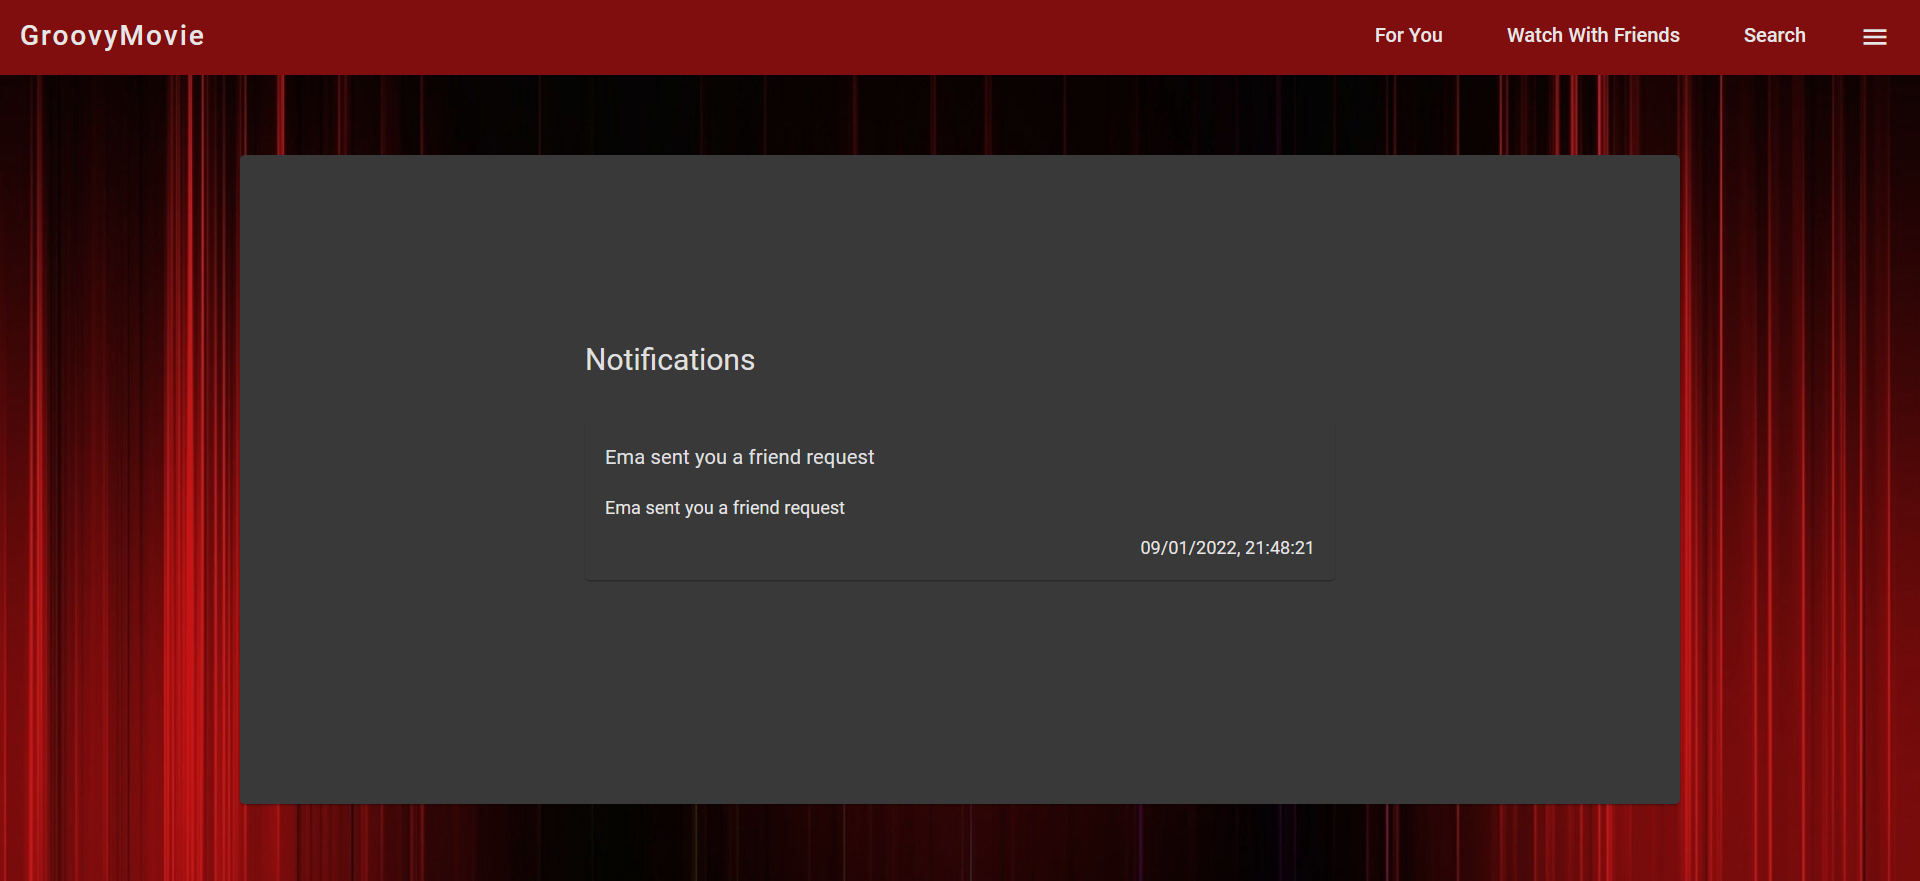 GroovyMovie
For You
Watch With Friends
Search
Notifications
Ema sent you a friend request
Ema sent you a friend request
09/01/2022, 21:48:21